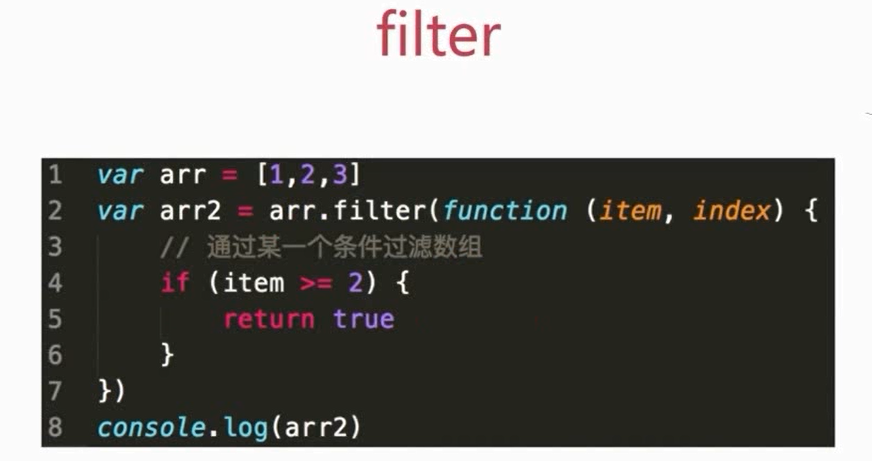 filter
1 var arr = [1,2,3]
2 var arr2 = arr.filter(function (item, index) {
3     // 通过某一个条件过滤数组
4     if (item >= 2) {
5         return true
6     }
7 })
8 console.log(arr2)